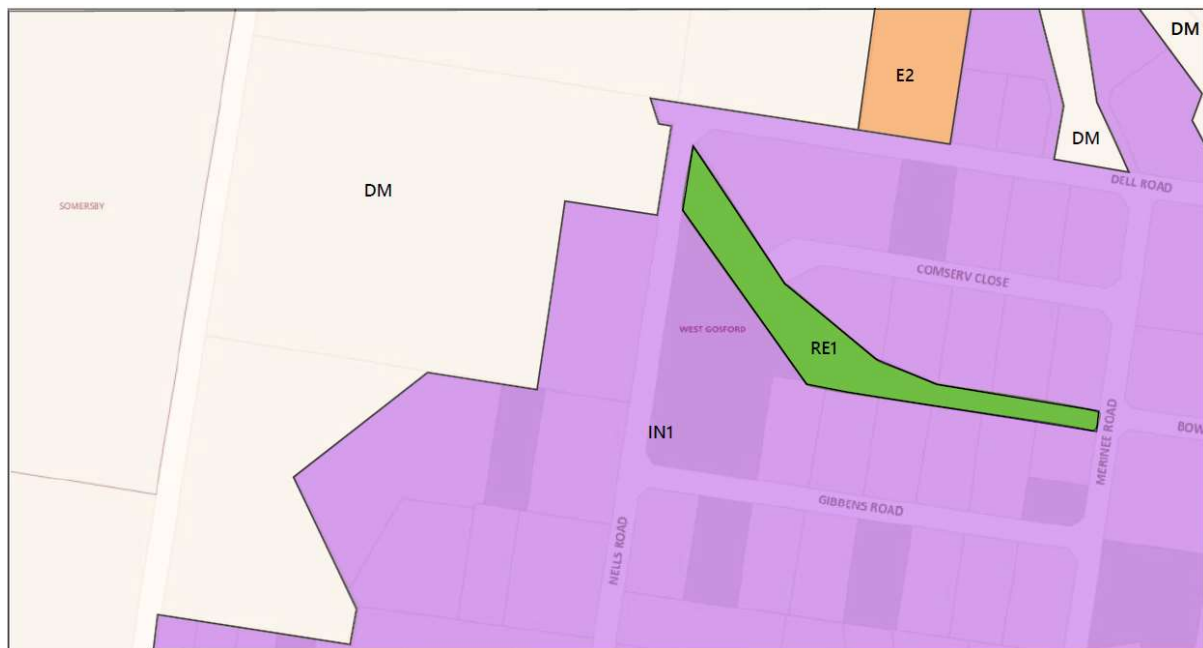 DM
E2
DM
DELL ROAD
SOMERSBY
DM
COMSERV CLOSE
WEST GOSFORD
RE1
IN1
MERINEE ROAD
BOW
GIBBENS ROAD
NELLS ROAD